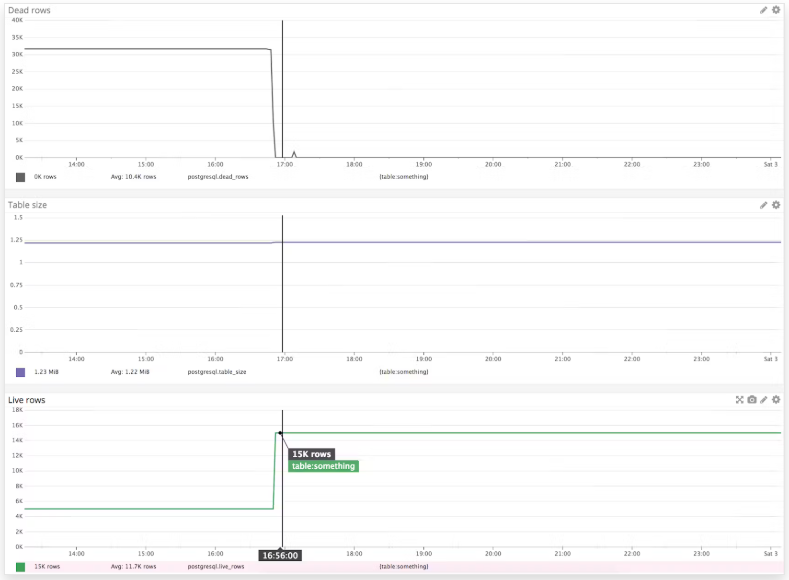 Dead rows
40K
35K
30K
25K
20K
15K
10K
5K
0K
14:00 15:00 16:00 17:00 18:00 19:00 20:00 21:00 22:00 23:00 Sat 3
0K rows Avg: 10.4K rows postgresql.dead_rows {table:something}
Table size
1.5
1.25
1
0.75
0.5
0.25
0
14:00 15:00 16:00 17:00 18:00 19:00 20:00 21:00 22:00 23:00 Sat 3
1.23 MiB Avg: 1.22 MiB postgresql.table_size {table:something}
Live rows
18K
16K
14K
12K
10K
8K
6K
4K
2K
0K
15K rows
table:something
14:00 15:00 16:00 17:00 18:00 19:00 20:00 21:00 22:00 23:00 Sat 3
16:56:00
15K rows Avg: 11.7K rows postgresql.live_rows {table:something}